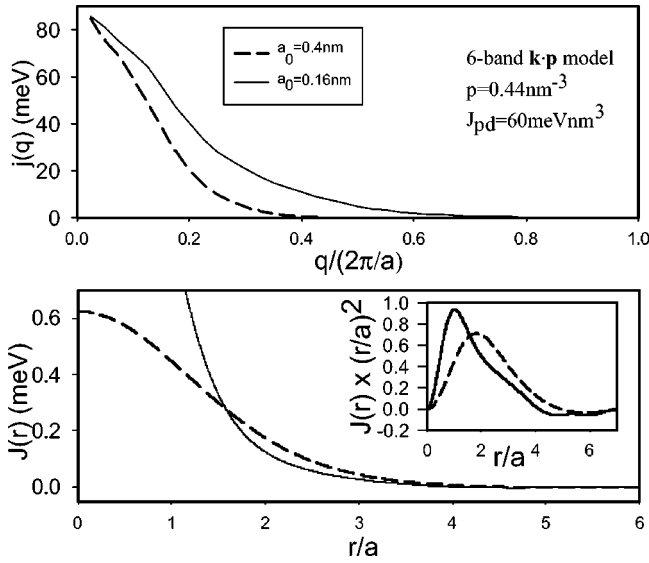 80
60
40
20
0
j(q) (meV)
a0=0.4nm
a0=0.16nm
6-band k·p model
p=0.44nm-3
Jpd=60meVnm3
0.0 0.2 0.4 0.6 0.8 1.0
q/(2π/a)
0.6
0.4
0.2
0.0
J(r) (meV)
1.0
0.8
0.6
0.4
0.2
0.0
-0.2
J(r) x (r/a)2
0 2 4 6
r/a
0 1 2 3 4 5 6
r/a